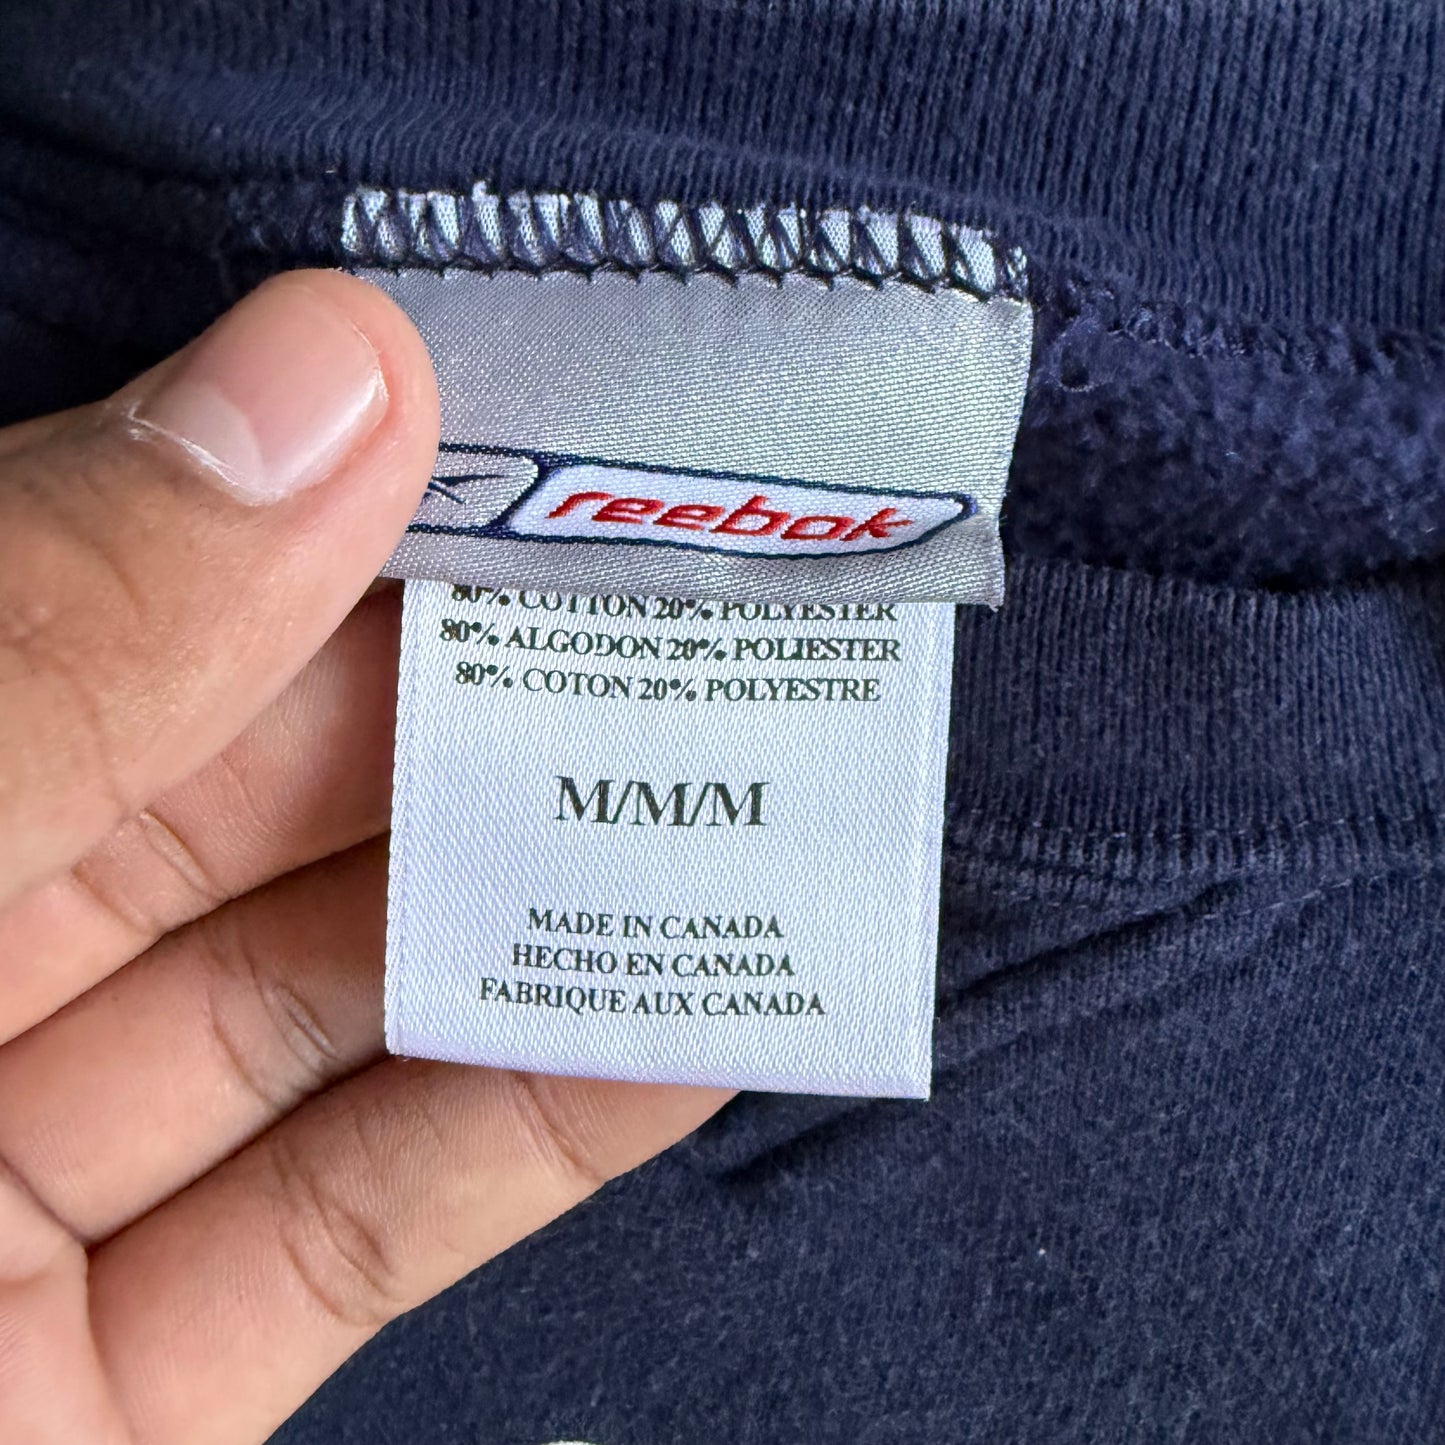 reebok
80% COTTON 20% POLYESTER
80% ALGODON 20% POLIESTER
80% COTON 20% POLYESTRE
M/M/M
MADE IN CANADA
HECHO EN CANADA
FABRIQUE AUX CANADA